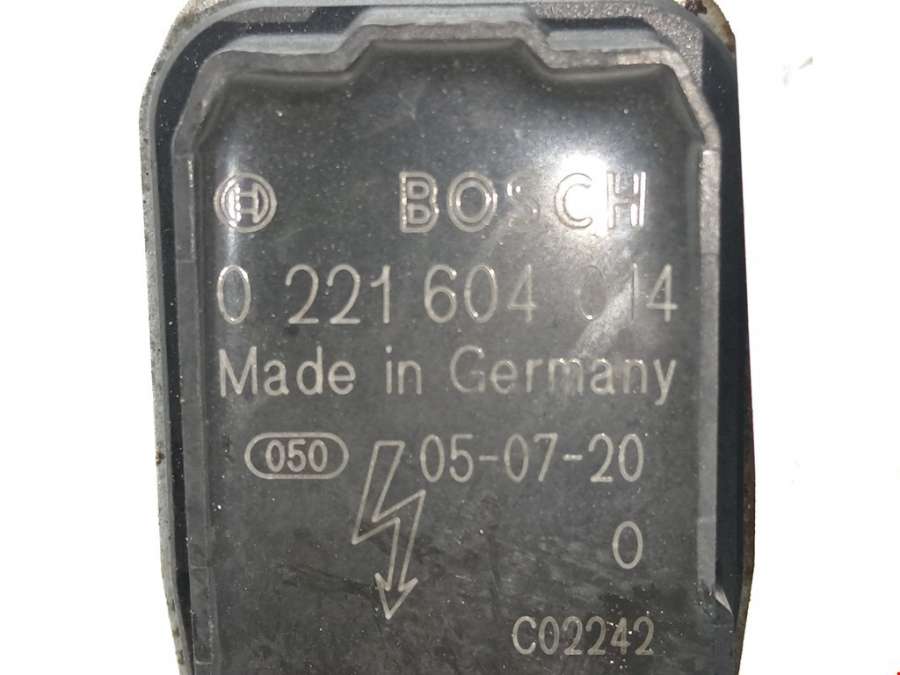 BOSCH
0 221 604 014
Made in Germany
050 05-07-20
0
C02242